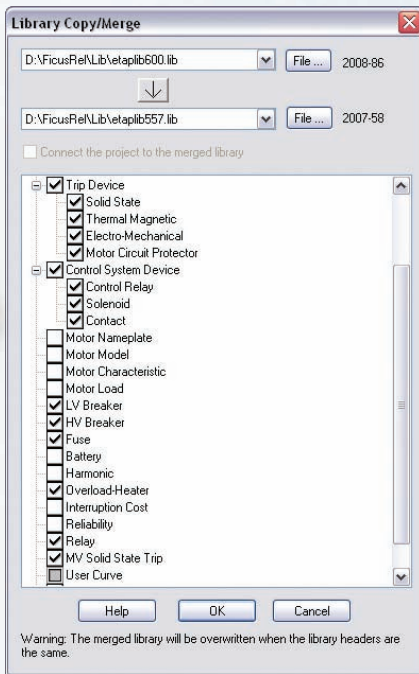 Library Copy/Merge
D:\FicusRel\Lib\etaplib600.lib File ... 2008-86
D:\FicusRel\Lib\etaplib557.lib File ... 2007-58
Connect the project to the merged library
Trip Device
Solid State
Thermal Magnetic
Electro-Mechanical
Motor Circuit Protector
Control System Device
Control Relay
Solenoid
Contact
Motor Nameplate
Motor Model
Motor Characteristic
Motor Load
LV Breaker
HV Breaker
Fuse
Battery
Harmonic
Overload-Heater
Interruption Cost
Reliability
Relay
MV Solid State Trip
User Curve
Help OK Cancel
Warning: The merged library will be overwritten when the library headers are
the same.